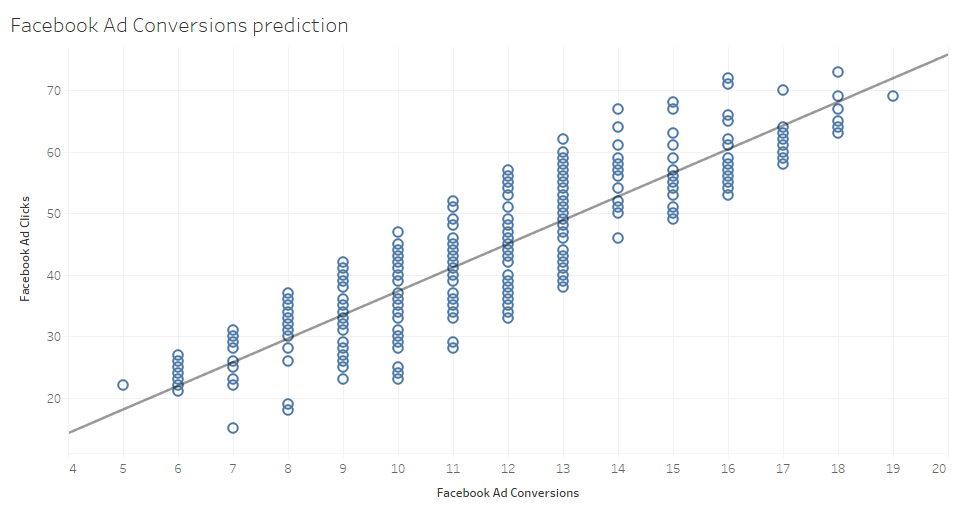 Facebook Ad Conversions prediction
70
60
50
40
30
20
Facebook Ad Clicks
4 5 6 7 8 9 10 11 12 13 14 15 16 17 18 19 20
Facebook Ad Conversions